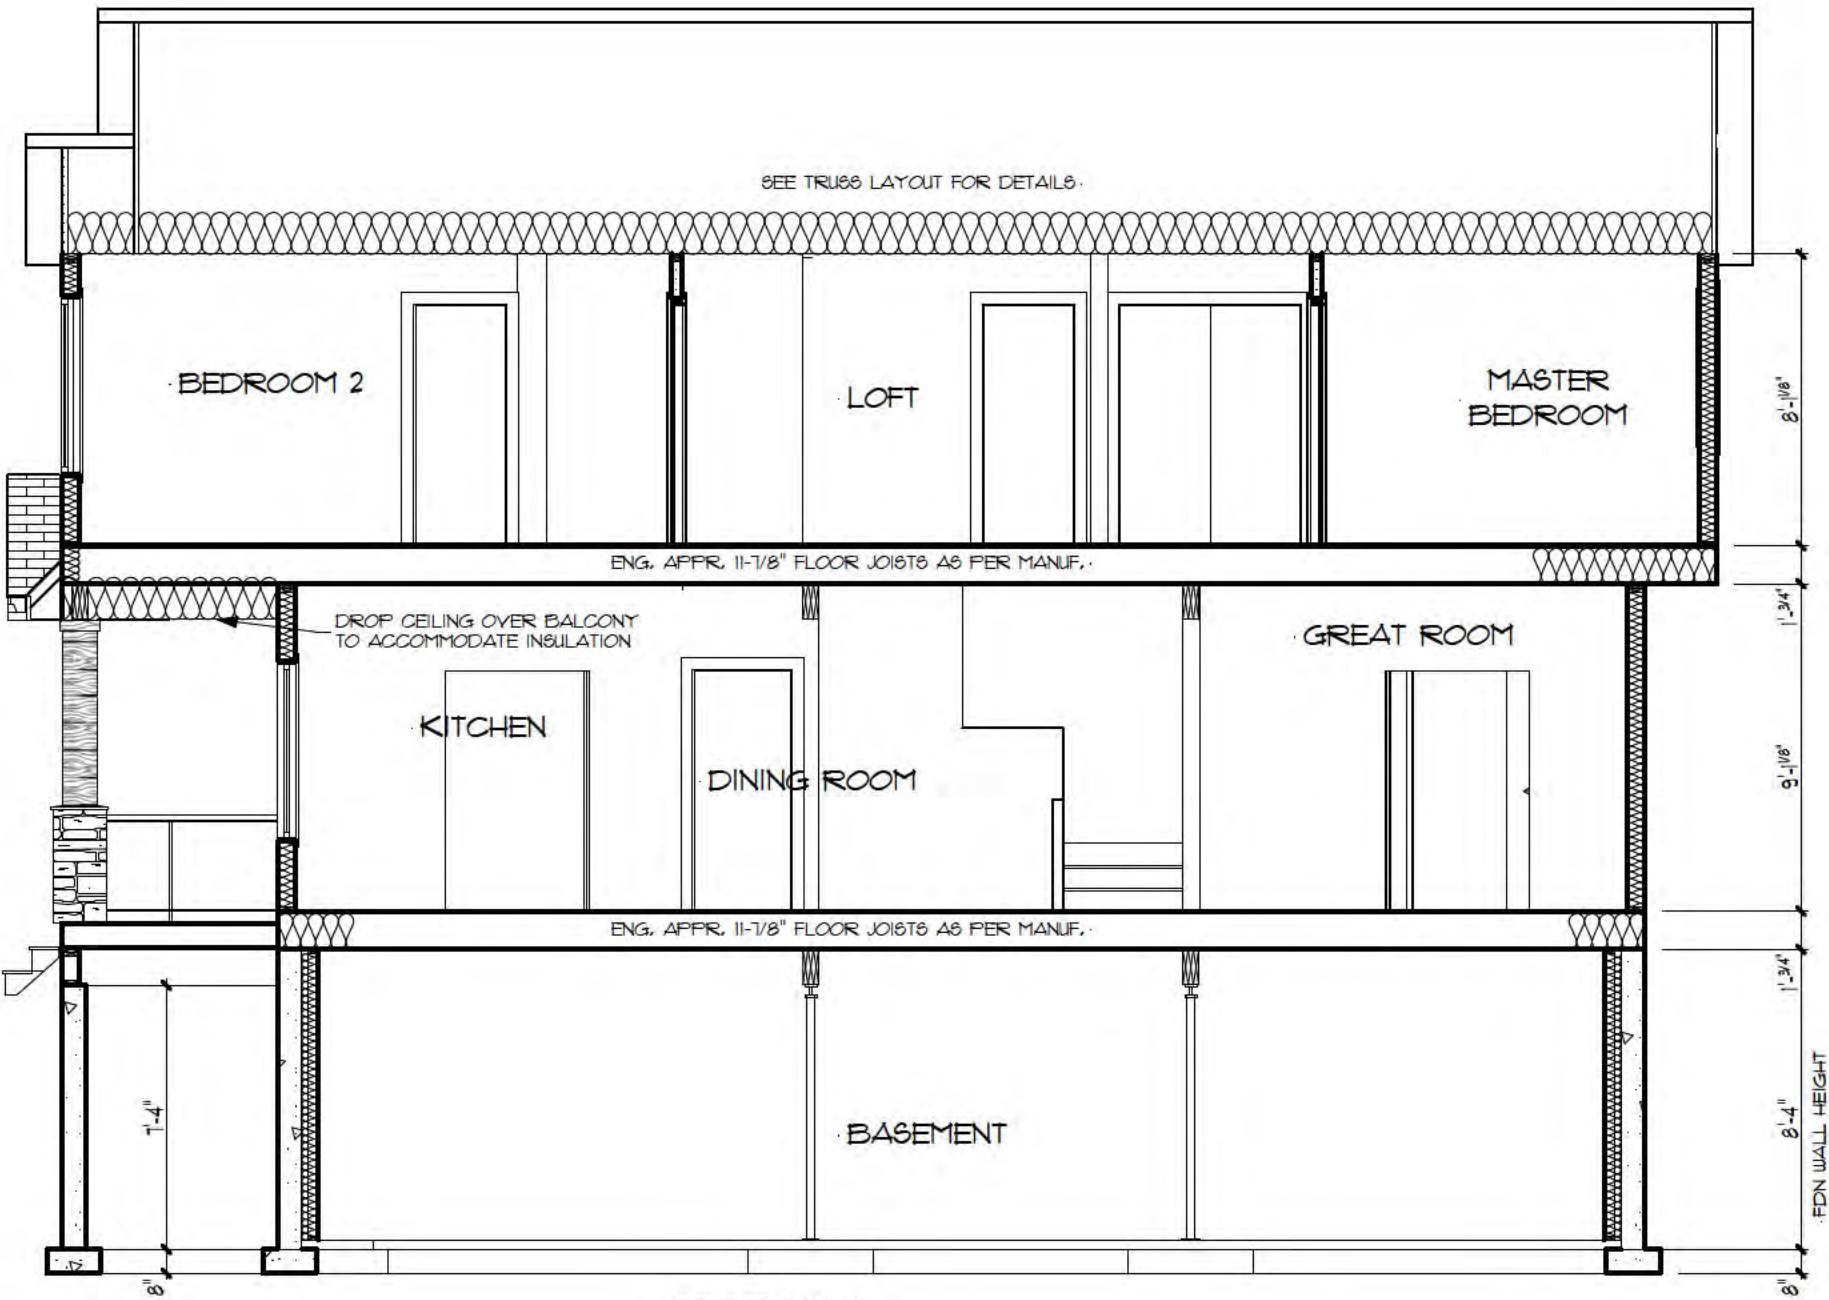 SEE TRUSS LAYOUT FOR DETAILS
BEDROOM 2
LOFT
MASTER
BEDROOM
8'-1 1/8"
ENG. APPR. 11-7/8" FLOOR JOISTS AS PER MANUF.
1'-3/4"
DROP CEILING OVER BALCONY
TO ACCOMMODATE INSULATION
GREAT ROOM
KITCHEN
DINING ROOM
9'-1 1/8"
ENG. APPR. 11-7/8" FLOOR JOISTS AS PER MANUF.
1'-3/4"
7'-4"
BASEMENT
8'-4"
FDN WALL HEIGHT
8"
8"